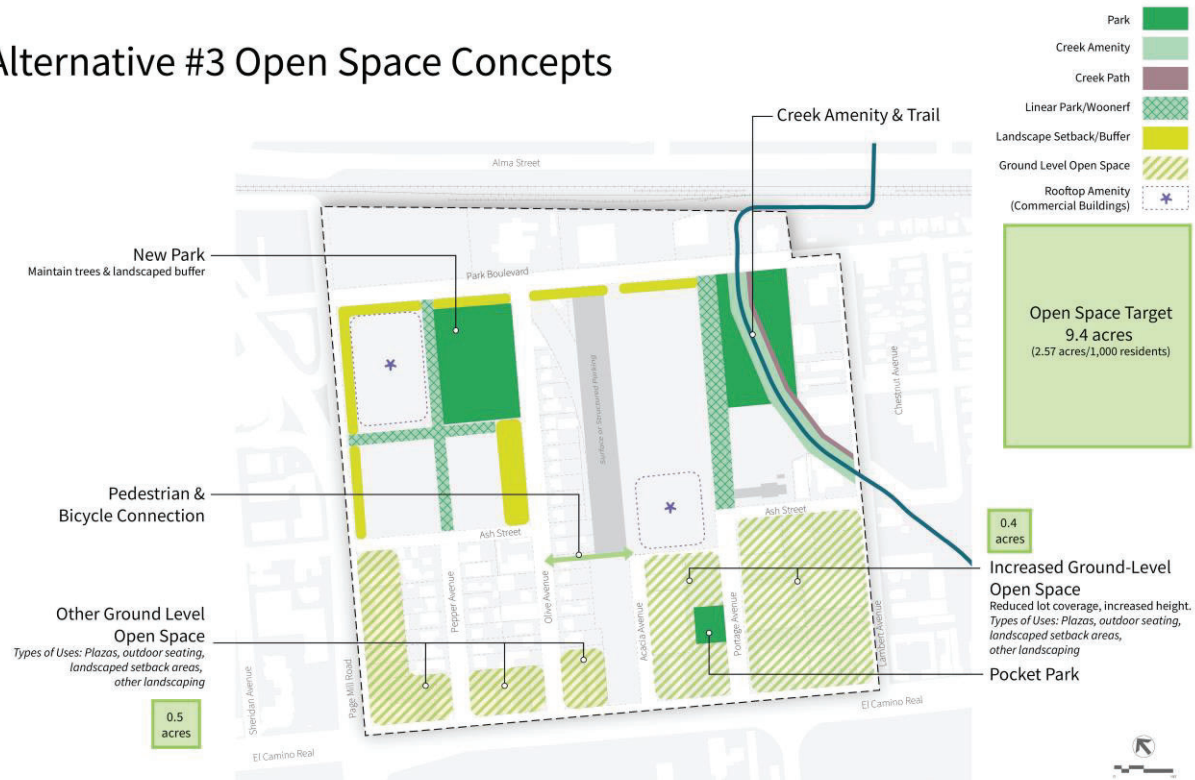 Alternative #3 Open Space Concepts
Park
Creek Amenity
Creek Path
Linear Park/Woonerf
Landscape Setback/Buffer
Ground Level Open Space
Rooftop Amenity
(Commercial Buildings)
Open Space Target
9.4 acres
(2.57 acres/1,000 residents)
Creek Amenity & Trail
Alma Street
New Park
Maintain trees & landscaped buffer
Park Boulevard
Surface or Structured Parking
Chestnut Avenue
Pedestrian &
Bicycle Connection
Ash Street
Ash Street
0.4
acres
Increased Ground-Level
Open Space
Reduced lot coverage, increased height.
Types of Uses: Plazas, outdoor seating,
landscaped setback areas,
other landscaping
Pocket Park
Other Ground Level
Open Space
Types of Uses: Plazas, outdoor seating,
landscaped setback areas,
other landscaping
0.5
acres
Sheridan Avenue
Page Mill Road
Pepper Avenue
Olive Avenue
Acacia Avenue
Portage Avenue
Lambert Avenue
El Camino Real
El Camino Real